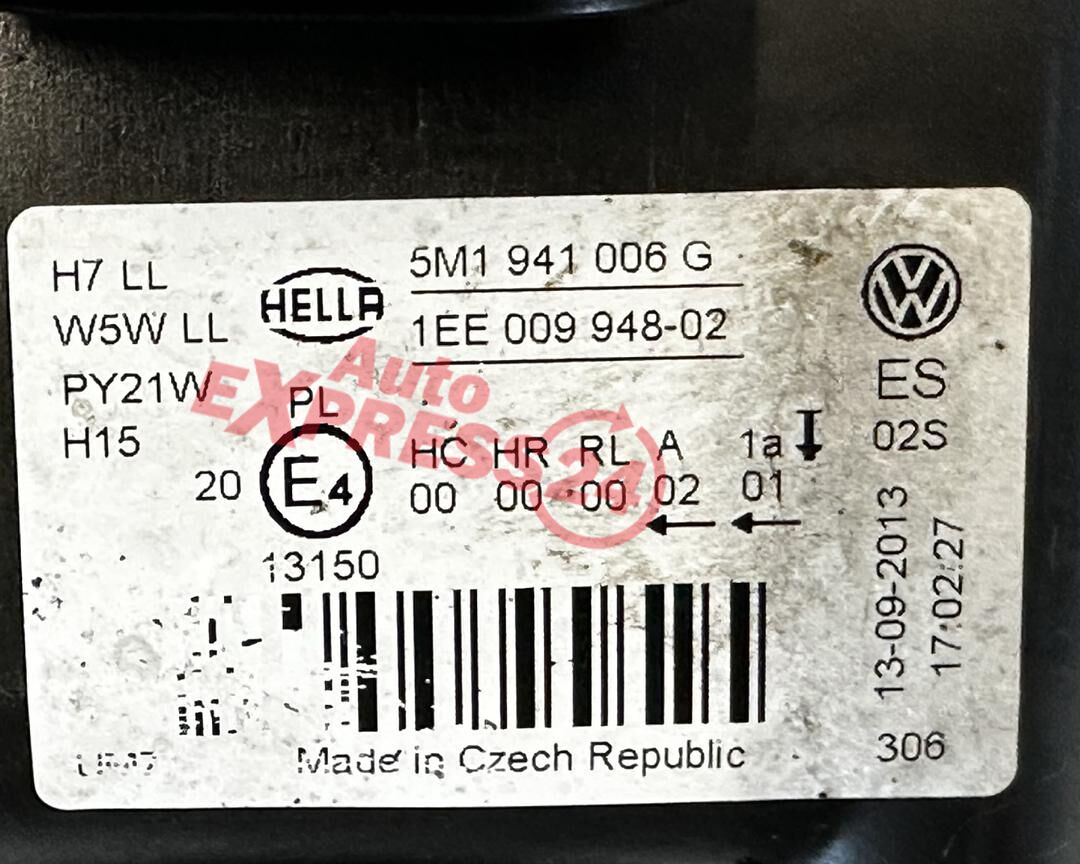 H7 LL
W5W LL
PY21W
H15
HELLA
5M1 941 006 G
1EE 009 948-02
Auto
EXPRESS24
PL
20 E4
13150
HC HR RL A 1a
00 00 00 02 01
ES
02S
13-09-2013
17:02:27
306
Made in Czech Republic